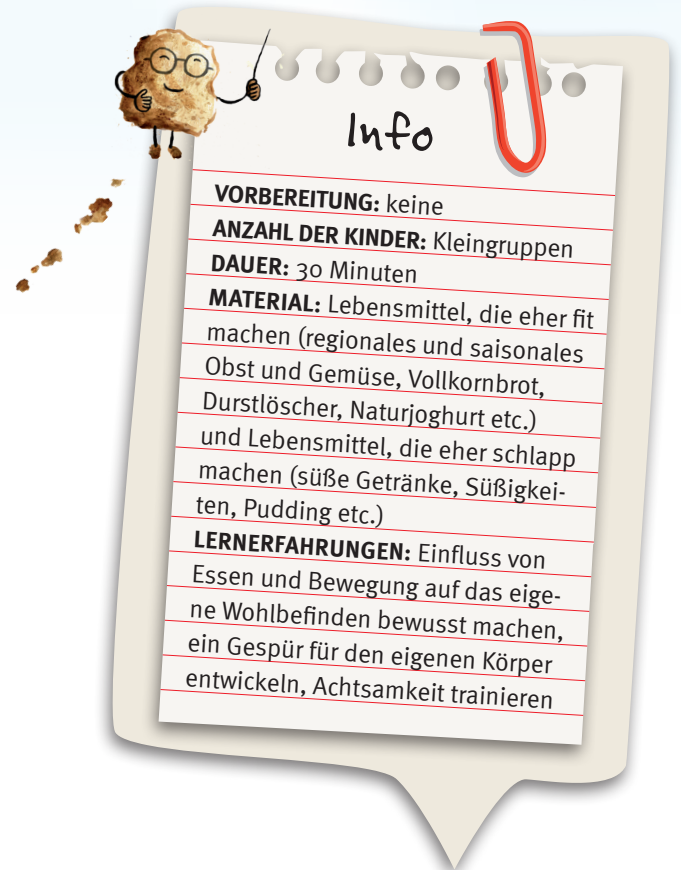 Info
VORBEREITUNG: keine
ANZAHL DER KINDER: Kleingruppen
DAUER: 30 Minuten
MATERIAL: Lebensmittel, die eher fit
machen (regionales und saisonales
Obst und Gemüse, Vollkornbrot,
Durstlöscher, Naturjoghurt etc.)
und Lebensmittel, die eher schlapp
machen (süße Getränke, Süßigkei-
ten, Pudding etc.)
LERNERFAHRUNGEN: Einfluss von
Essen und Bewegung auf das eige-
ne Wohlbefinden bewusst machen,
ein Gespür für den eigenen Körper
entwickeln, Achtsamkeit trainieren